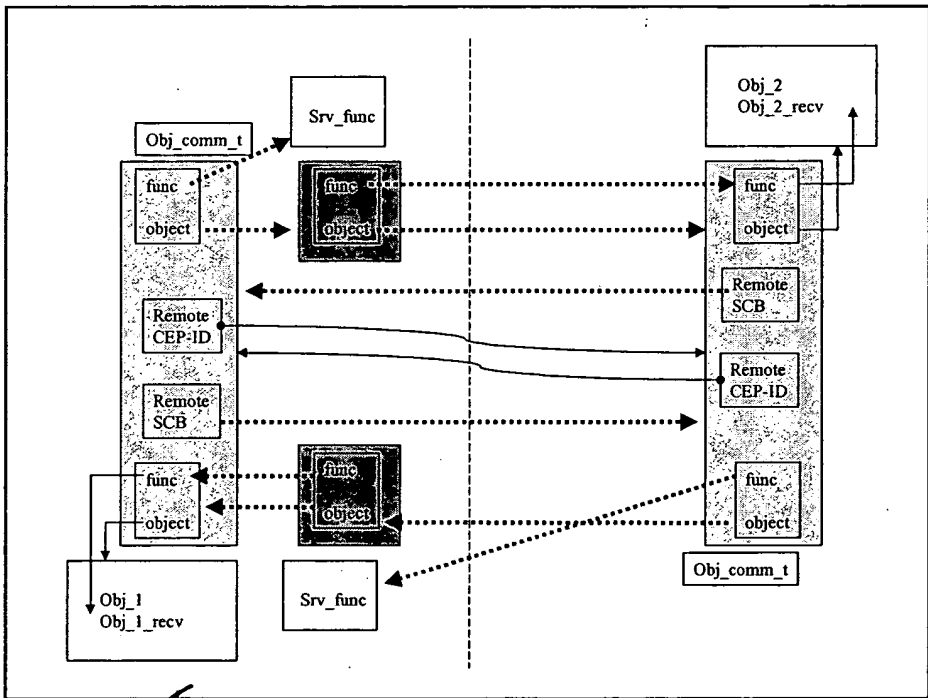 Obj_2
Obj_2_recv
Srv_func
Obj_comm_t
func
object
func
object
func
object
Remote
SCB
Remote
CEP-ID
Remote
CEP-ID
Remote
SCB
func
object
func
object
func
object
Obj_comm_t
Obj_1
Obj_1_recv
Srv_func